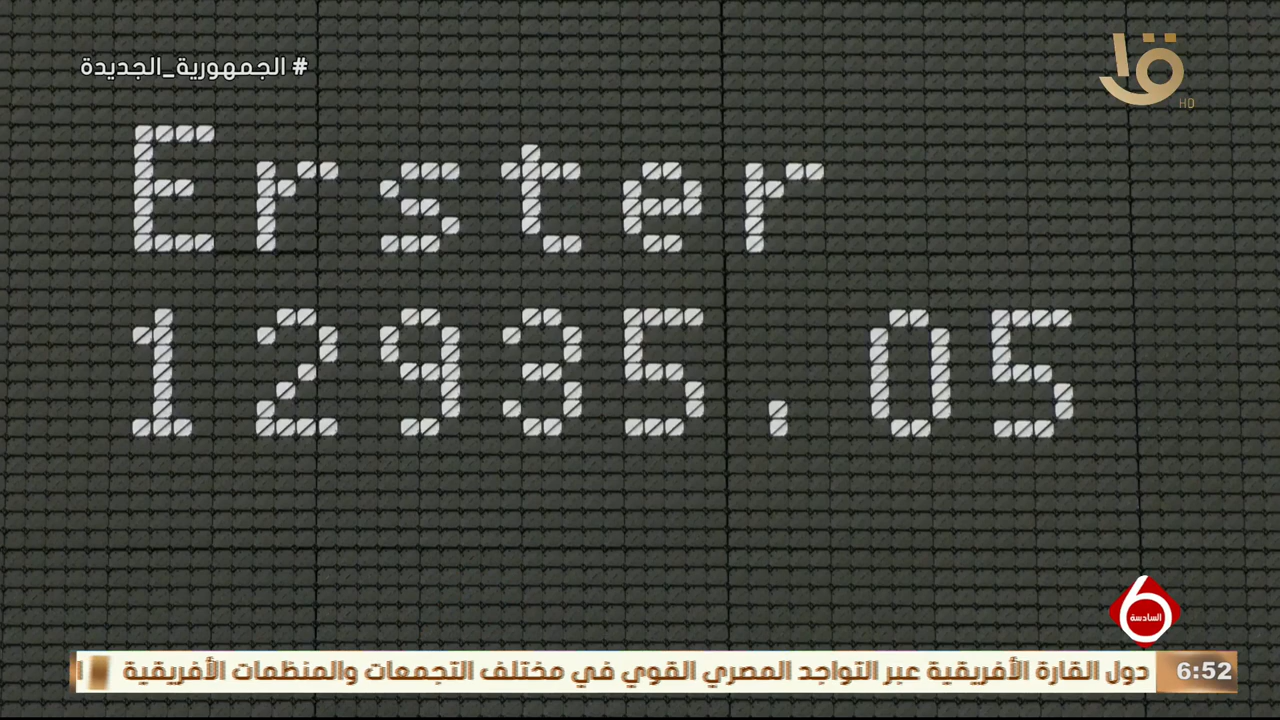 # الجمهورية_الجديدة
HD
Erster
12935.05
السادسة
6:52
دول القارة الأفريقية عبر التواجد المصري القوي في مختلف التجمعات والمنظمات الأفريقية